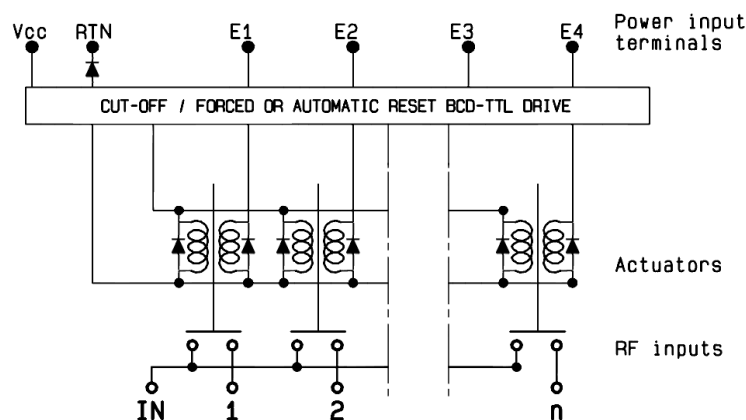 Vcc RTN E1 E2 E3 E4 Power input
terminals
CUT-OFF / FORCED OR AUTOMATIC RESET BCD-TTL DRIVE
Actuators
RF inputs
IN 1 2 n